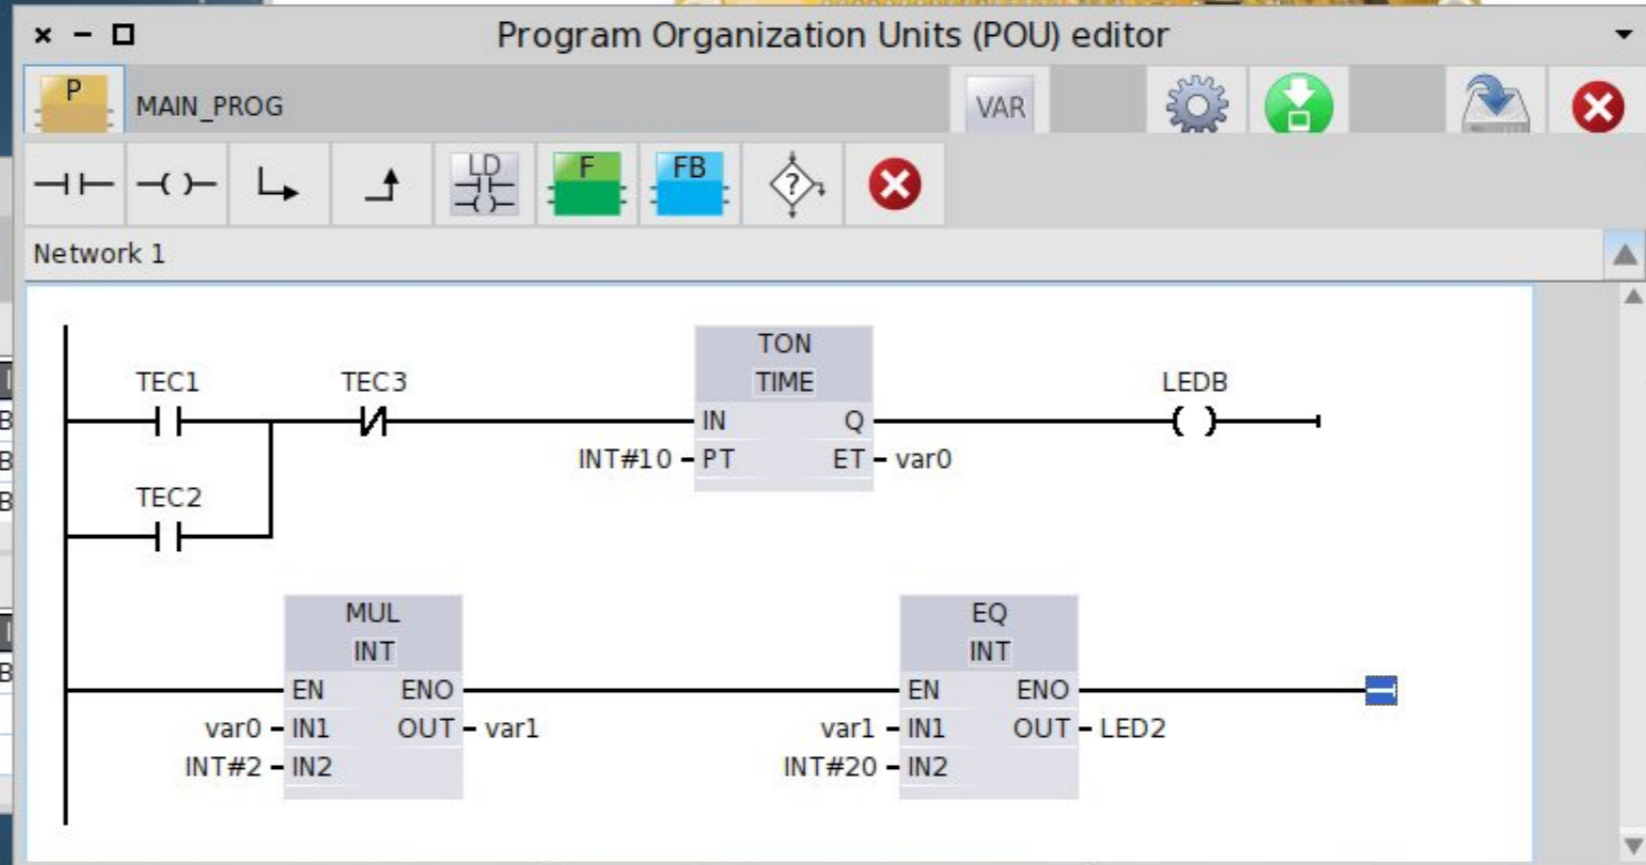 Program Organization Units (POU) editor
P MAIN_PROG VAR
LD F FB ?
Network 1
TON
TEC1 TEC3 TIME LEDB
IN Q
INT#10 PT ET var0
TEC2
MUL EQ
INT INT
EN ENO EN ENO
var0 IN1 OUT var1 var1 IN1 OUT LED2
INT#2 IN2 INT#20 IN2